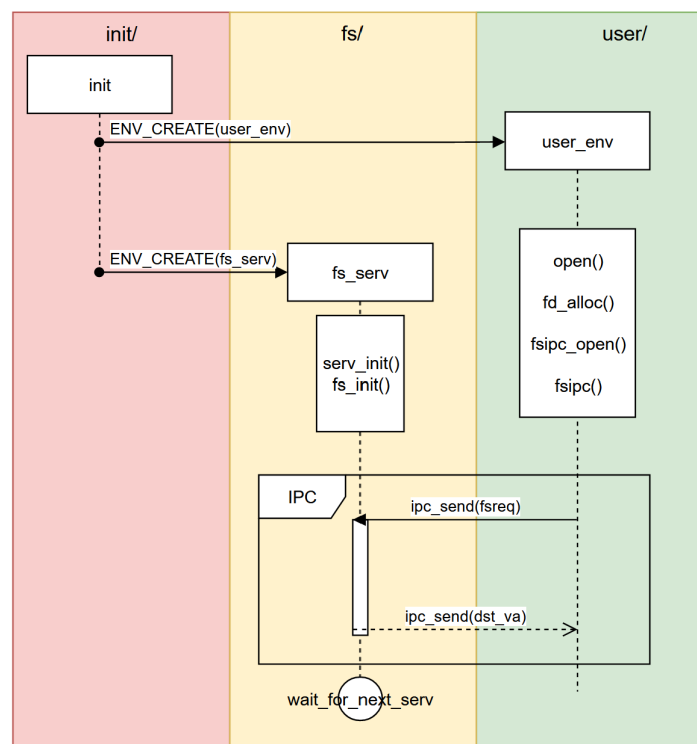 init/
fs/
user/
init
ENV_CREATE(user_env)
user_env
ENV_CREATE(fs_serv)
fs_serv
open()
fd_alloc()
fsipc_open()
fsipc()
serv_init()
fs_init()
IPC
ipc_send(fsreq)
ipc_send(dst_va)
wait_for_next_serv